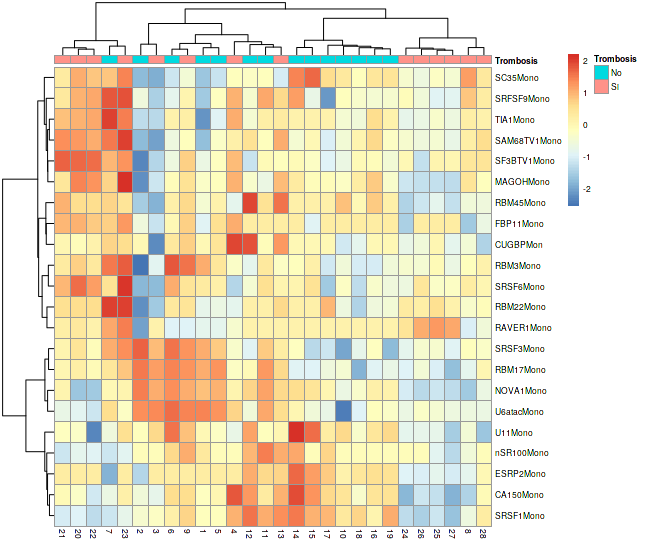 Trombosis
SC35Mono
SRFSF9Mono
TIA1Mono
SAM68TV1Mono
SF3BTV1Mono
MAGOHMono
RBM45Mono
FBP11Mono
CUGBPMon
RBM3Mono
SRSF6Mono
RBM22Mono
RAVER1Mono
SRSF3Mono
RBM17Mono
NOVA1Mono
U6atacMono
U11Mono
nSR100Mono
ESRP2Mono
CA150Mono
SRSF1Mono
21 20 22 7 23 2 3 6 9 1 5 4 12 11 13 14 15 17 10 18 16 19 24 26 25 27 8 28
2
1
0
-1
-2
Trombosis
No
SI